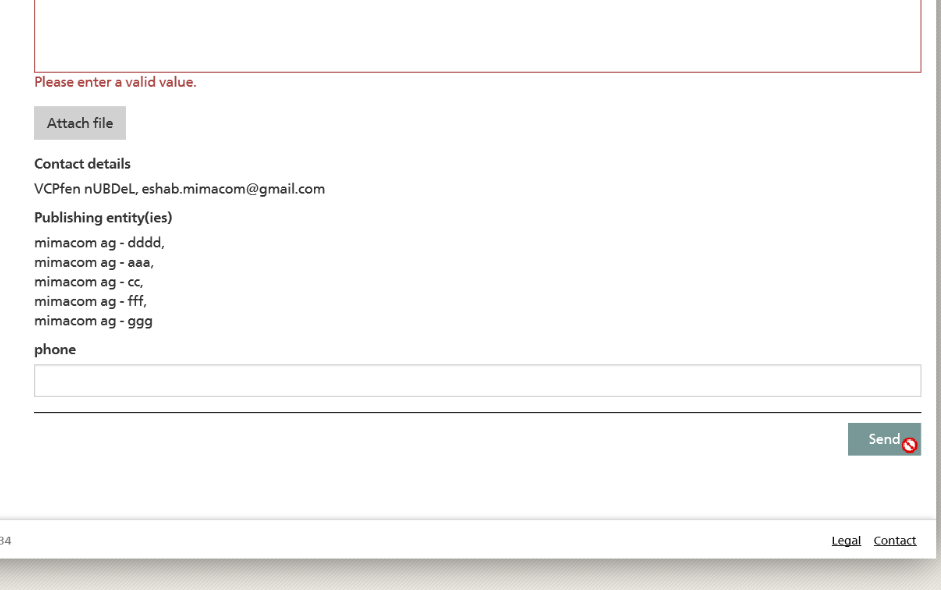 Please enter a valid value.
Attach file
Contact details
VCPfen nUBDeL, eshab.mimacom@gmail.com
Publishing entity(ies)
mimacom ag - dddd,
mimacom ag - aaa,
mimacom ag - cc,
mimacom ag - fff,
mimacom ag - ggg
phone
Send
34 Legal Contact